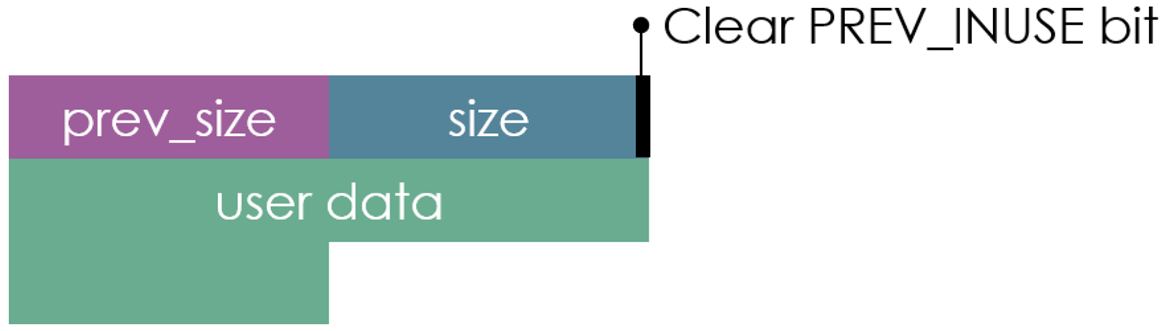 Clear PREV_INUSE bit
prev_size size
user data